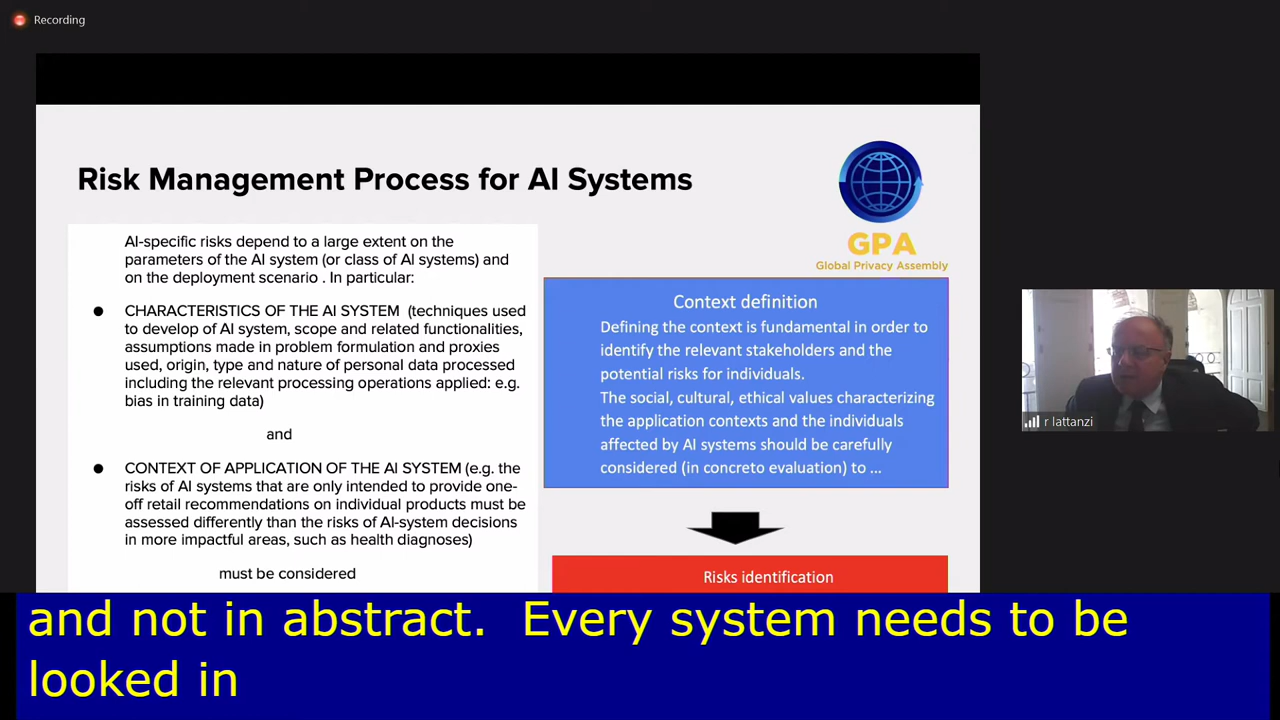 Recording
Risk Management Process for AI Systems
GPA
Global Privacy Assembly
AI-specific risks depend to a large extent on the
parameters of the AI system (or class of AI systems) and
on the deployment scenario . In particular:
● CHARACTERISTICS OF THE AI SYSTEM (techniques used
to develop of AI system, scope and related functionalities,
assumptions made in problem formulation and proxies
used, origin, type and nature of personal data processed
including the relevant processing operations applied: e.g.
bias in training data)
and
● CONTEXT OF APPLICATION OF THE AI SYSTEM (e.g. the
risks of AI systems that are only intended to provide one-
off retail recommendations on individual products must be
assessed differently than the risks of AI-system decisions
in more impactful areas, such as health diagnoses)
must be considered
Context definition
Defining the context is fundamental in order to
identify the relevant stakeholders and the
potential risks for individuals.
The social, cultural, ethical values characterizing
the application contexts and the individuals
affected by AI systems should be carefully
considered (in concreto evaluation) to ...
Risks identification
r lattanzi
and not in abstract.  Every system needs to be
looked in